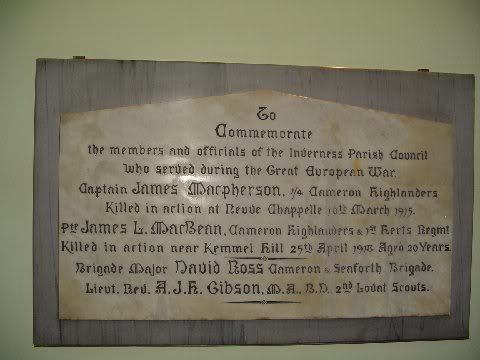 To
Commemorate
the members and officials of the Inverness Parish Council
who served during the Great European War.
Captain James Macpherson, 1/4 Cameron Highlanders
Killed in action at Neuve Chappelle 10th March 1915.
Pte James L. MacBean, Cameron Highlanders & 1st Herts Regmt
Killed in action near Kemmel Hill 25th April 1918 Aged 20 Years.
Brigade Major David Ross Cameron & Seaforth Brigade.
Lieut. Rev. A.J.H. Gibson, M.A., B.D. 2nd Lovat Scouts.